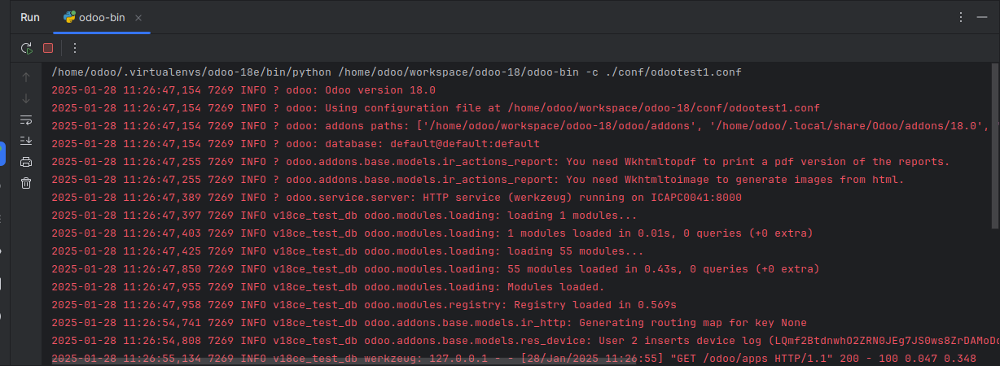 Run odoo-bin
/home/odoo/.virtualenvs/odoo-18e/bin/python /home/odoo/workspace/odoo-18/odoo-bin -c ./conf/odootest1.conf
2025-01-28 11:26:47,154 7269 INFO ? odoo: Odoo version 18.0
2025-01-28 11:26:47,154 7269 INFO ? odoo: Using configuration file at /home/odoo/workspace/odoo-18/conf/odootest1.conf
2025-01-28 11:26:47,154 7269 INFO ? odoo: addons paths: ['/home/odoo/workspace/odoo-18/odoo/addons', '/home/odoo/.local/share/Odoo/addons/18.0',
2025-01-28 11:26:47,154 7269 INFO ? odoo: database: default@default:default
2025-01-28 11:26:47,255 7269 INFO ? odoo.addons.base.models.ir_actions_report: You need Wkhtmltopdf to print a pdf version of the reports.
2025-01-28 11:26:47,255 7269 INFO ? odoo.addons.base.models.ir_actions_report: You need Wkhtmltoimage to generate images from html.
2025-01-28 11:26:47,389 7269 INFO ? odoo.service.server: HTTP service (werkzeug) running on ICAPC0041:8000
2025-01-28 11:26:47,397 7269 INFO v18ce_test_db odoo.modules.loading: loading 1 modules...
2025-01-28 11:26:47,403 7269 INFO v18ce_test_db odoo.modules.loading: 1 modules loaded in 0.01s, 0 queries (+0 extra)
2025-01-28 11:26:47,425 7269 INFO v18ce_test_db odoo.modules.loading: loading 55 modules...
2025-01-28 11:26:47,850 7269 INFO v18ce_test_db odoo.modules.loading: 55 modules loaded in 0.43s, 0 queries (+0 extra)
2025-01-28 11:26:47,955 7269 INFO v18ce_test_db odoo.modules.loading: Modules loaded.
2025-01-28 11:26:47,958 7269 INFO v18ce_test_db odoo.modules.registry: Registry loaded in 0.569s
2025-01-28 11:26:54,741 7269 INFO v18ce_test_db odoo.addons.base.models.ir_http: Generating routing map for key None
2025-01-28 11:26:54,808 7269 INFO v18ce_test_db odoo.addons.base.models.res_device: User 2 inserts device log
2025-01-28 11:26:55,134 7269 INFO v18ce_test_db werkzeug: 127.0.0.1 - - [28/Jan/2025 11:26:55] "GET /odoo/apps HTTP/1.1" 200 - 100 0.047 0.348